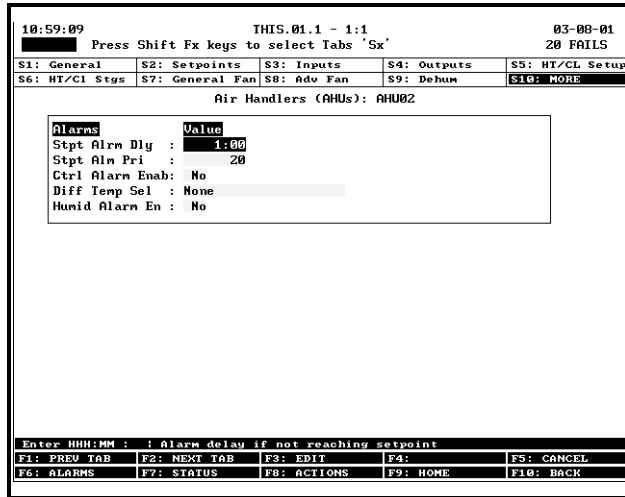 10:59:09 THIS.01.1 - 1:1 03-08-01
Press Shift Fx keys to select Tabs 'Sx' 20 FAILS
S1: General S2: Setpoints S3: Inputs S4: Outputs S5: HT/CL Setup
S6: HT/Cl Stgs S7: General Fan S8: Adv Fan S9: Dehum S10: MORE
Air Handlers (AHUs): AHU02
Alarms Value
Stpt Alrm Dly : 1:00
Stpt Alm Pri : 20
Ctrl Alarm Enab: No
Diff Temp Sel : None
Humid Alarm En : No
Enter HHH:MM : : Alarm delay if not reaching setpoint
F1: PREV TAB F2: NEXT TAB F3: EDIT F4: F5: CANCEL
F6: ALARMS F7: STATUS F8: ACTIONS F9: HOME F10: BACK